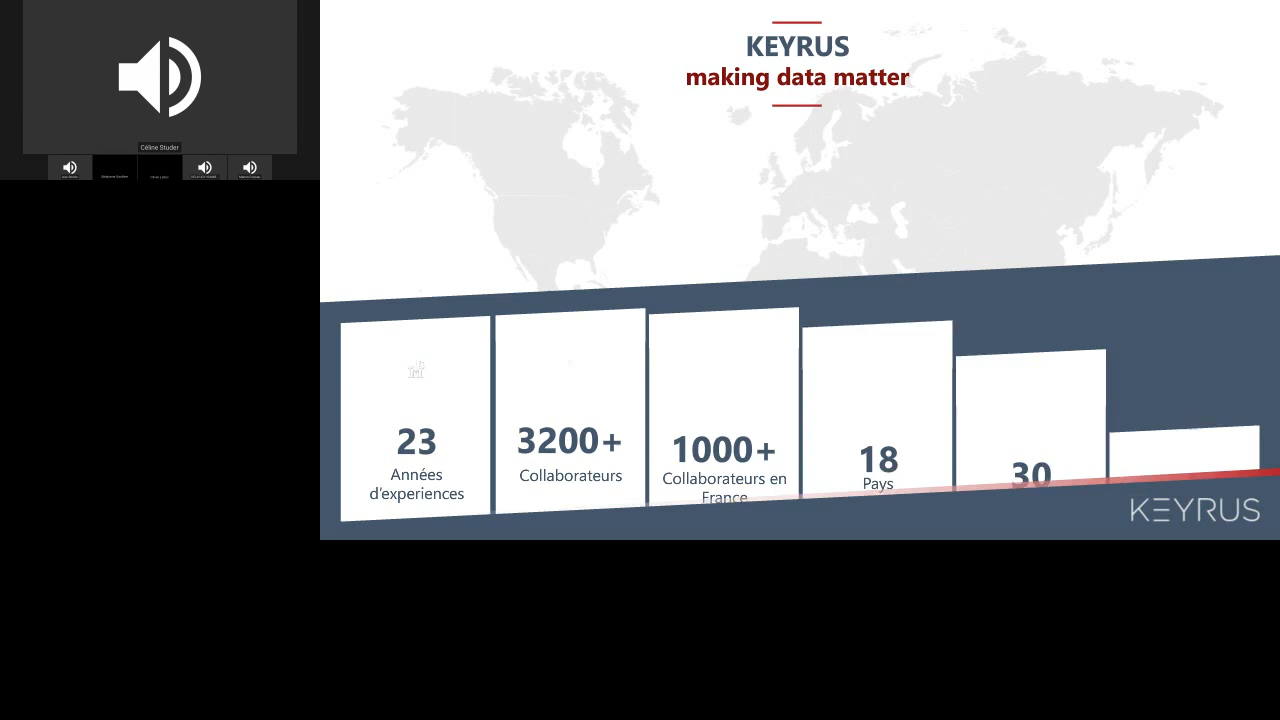 Céline Studer
KEYRUS
making data matter
23
Années
d'experiences
3200+
Collaborateurs
1000+
Collaborateurs en
France
18
Pays
30
KEYRUS